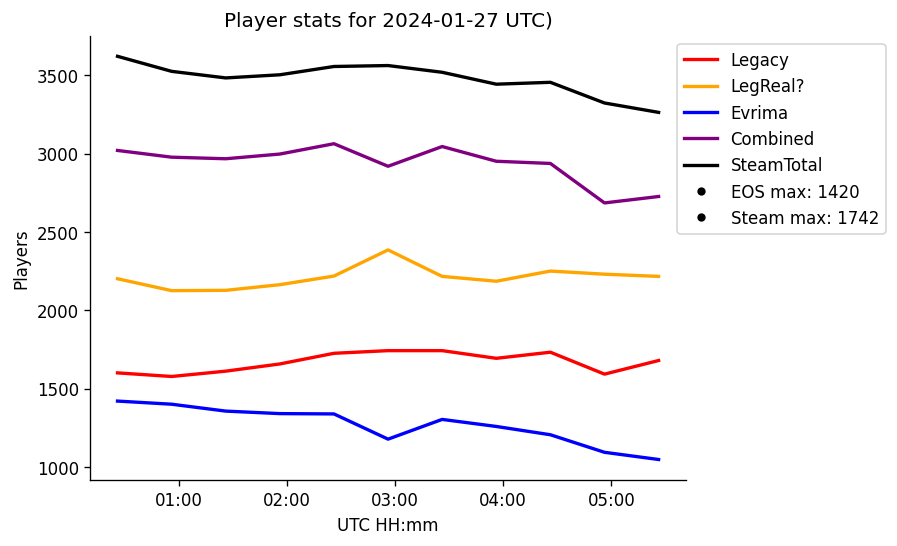 Player stats for 2024-01-27 UTC)
Legacy
LegReal?
Evrima
Combined
SteamTotal
EOS max: 1420
Steam max: 1742
Players
3500
3000
2500
2000
1500
1000
01:00 02:00 03:00 04:00 05:00
UTC HH:mm